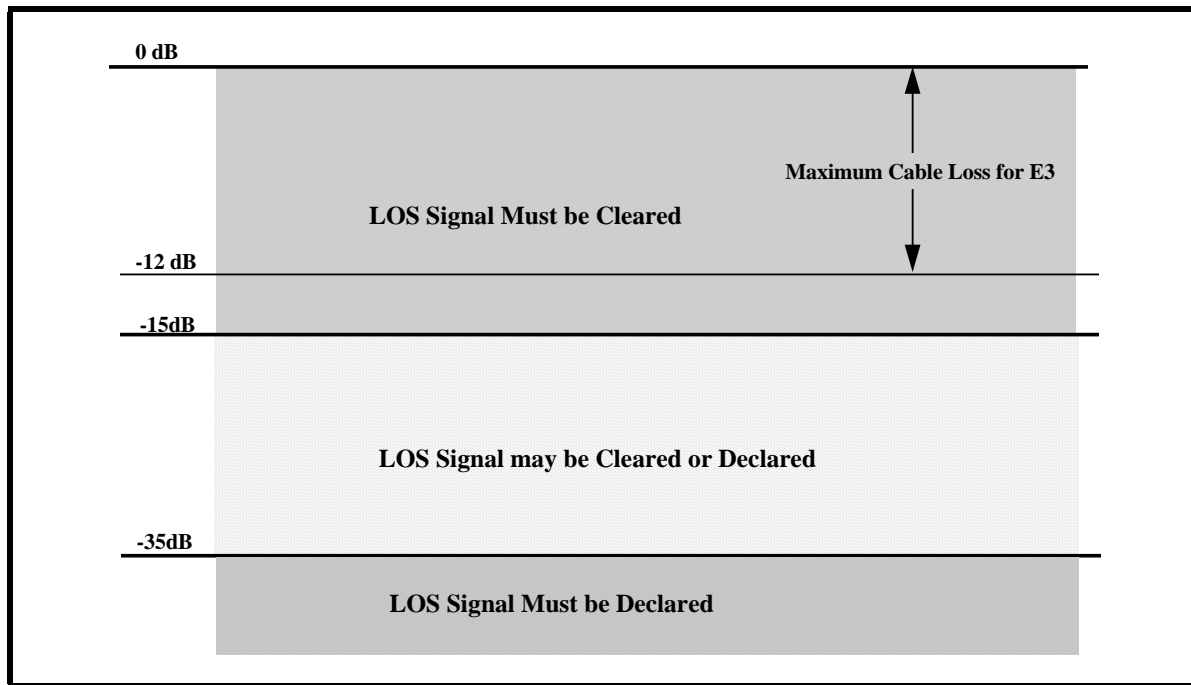 0 dB
Maximum Cable Loss for E3
LOS Signal Must be Cleared
-12 dB
-15dB
LOS Signal may be Cleared or Declared
-35dB
LOS Signal Must be Declared